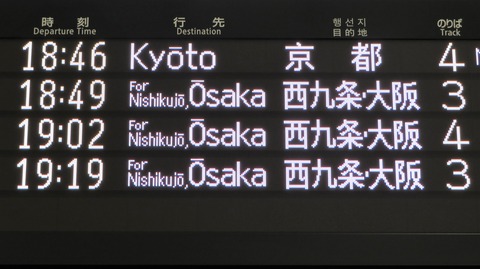 時刻 行先 행선지 のりば
Departure Time Destination 目的地 Track
18:46 Kyōto 京都 4
18:49 For Nishikujō, Ōsaka 西九条・大阪 3
19:02 For Nishikujō, Ōsaka 西九条・大阪 4
19:19 For Nishikujō, Ōsaka 西九条・大阪 3